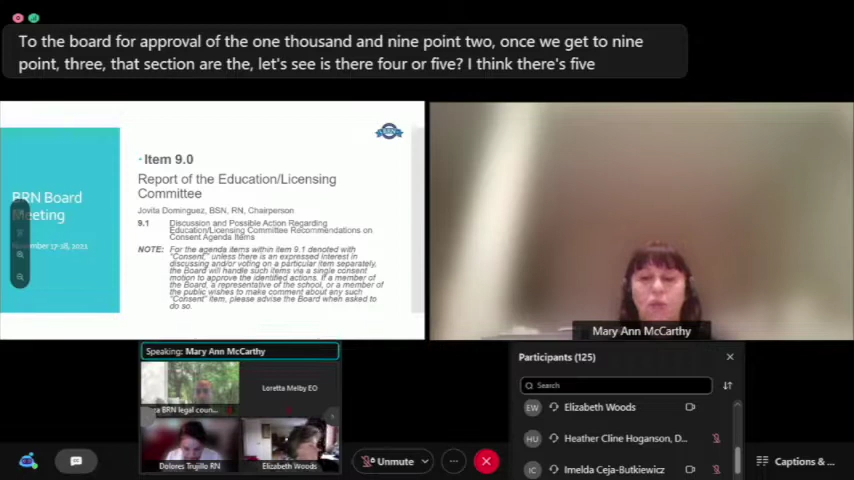 To the board for approval of the one thousand and nine point two, once we get to nine
point, three, that section are the, let's see is there four or five? I think there's five
BRN Board
Meeting
November 17-18, 2021
· Item 9.0
Report of the Education/Licensing
Committee
Jovita Dominguez, BSN, RN, Chairperson
9.1 Discussion and Possible Action Regarding
Education/Licensing Committee Recommendations on
Consent Agenda Items
NOTE: For the agenda items within item 9.1 denoted with
"Consent," unless there is an expressed interest in
discussing and/or voting on a particular item separately,
the Board will handle such items via a single consent
motion to approve the identified actions. If a member
of the Board, a representative of the school, or a member of
the public wishes to make comment about any such
"Consent" item, please advise the Board when asked to
do so.
Mary Ann McCarthy
Speaking: Mary Ann McCarthy
BRN legal coun...
Loretta Melby EO
Dolores Trujillo RN
Elizabeth Woods
Participants (125)
Search
EW Elizabeth Woods
HU Heather Cline Hoganson, D...
IC Imelda Ceja-Butkiewicz
Unmute
Captions & ...